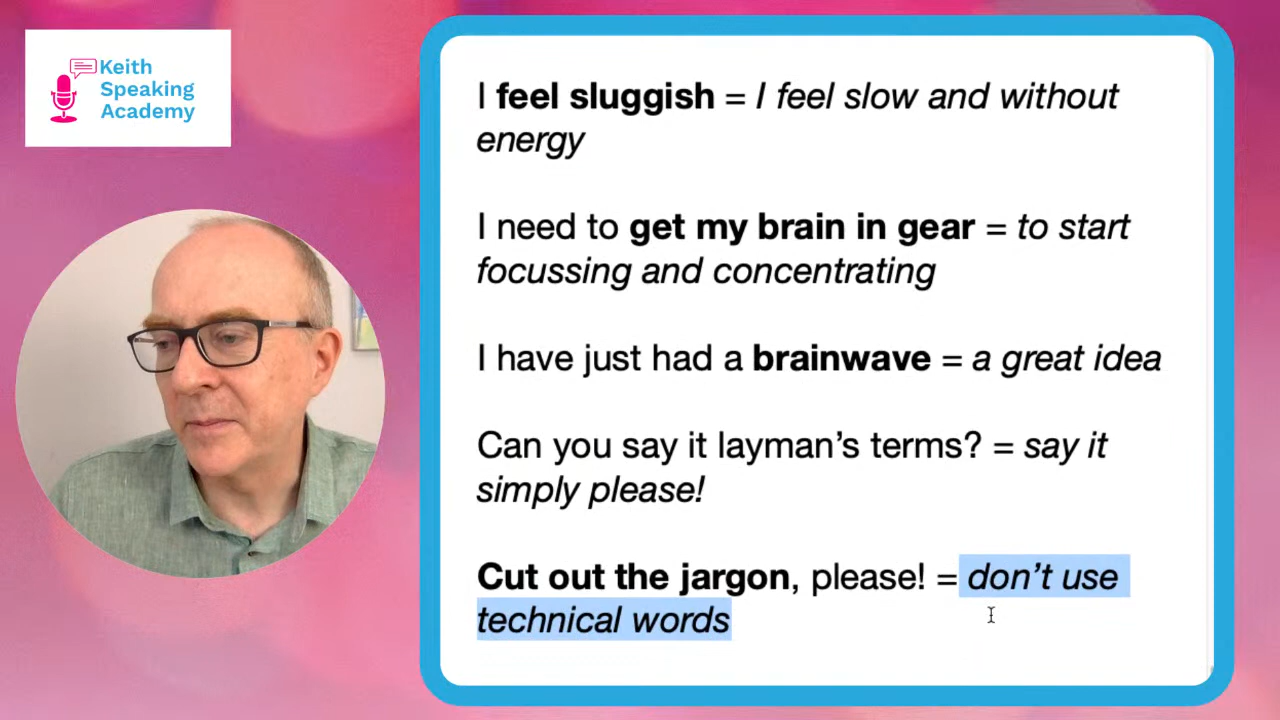 Keith
Speaking
Academy
I feel sluggish = I feel slow and without
energy
I need to get my brain in gear = to start
focussing and concentrating
I have just had a brainwave = a great idea
Can you say it layman’s terms? = say it
simply please!
Cut out the jargon, please! = don’t use
technical words